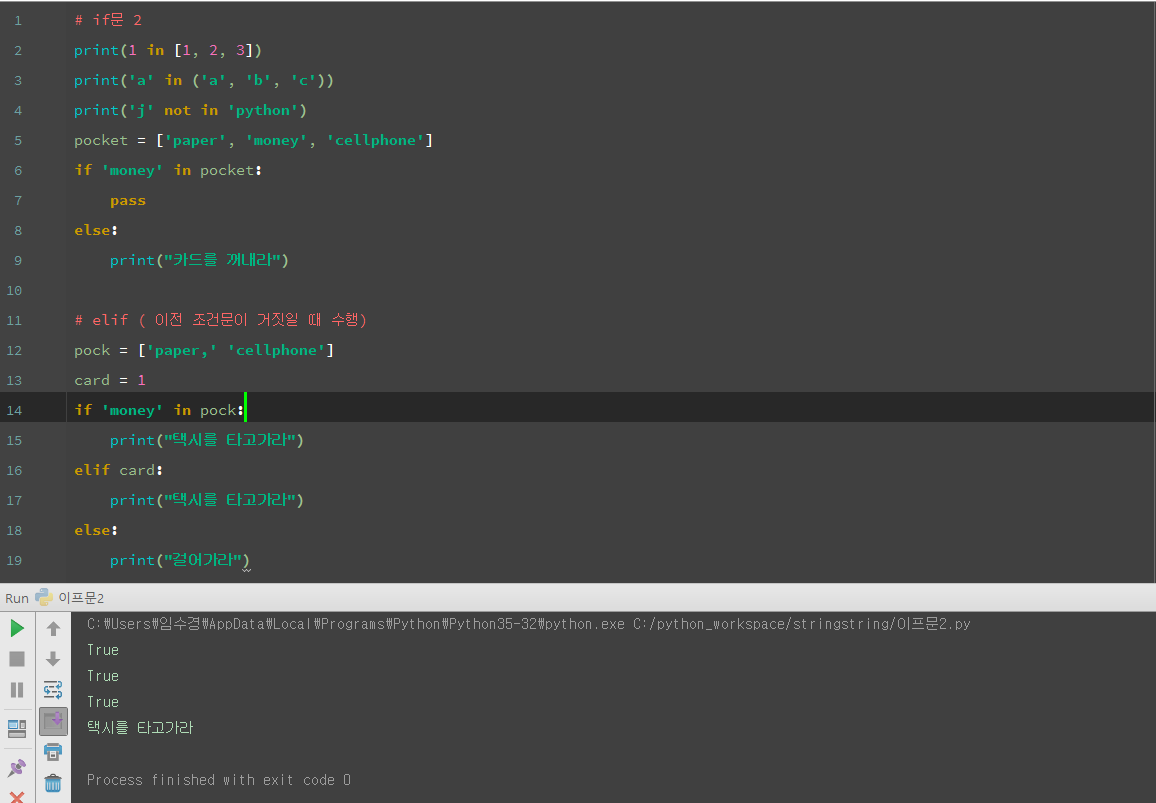 1 # if문 2
2 print(1 in [1, 2, 3])
3 print('a' in ('a', 'b', 'c'))
4 print('j' not in 'python')
5 pocket = ['paper', 'money', 'cellphone']
6 if 'money' in pocket:
7 pass
8 else:
9 print("카드를 꺼내라")
10
11 # elif ( 이전 조건문이 거짓일 때 수행)
12 pock = ['paper,' 'cellphone']
13 card = 1
14 if 'money' in pock:
15 print("택시를 타고가라")
16 elif card:
17 print("택시를 타고가라")
18 else:
19 print("걸어가라")
Run 이프문2
C:₩Users₩임수경₩AppData₩Local₩Programs₩Python₩Python35-32₩python.exe C:/python_workspace/stringstring/이프문2.py
True
True
True
택시를 타고가라
Process finished with exit code 0